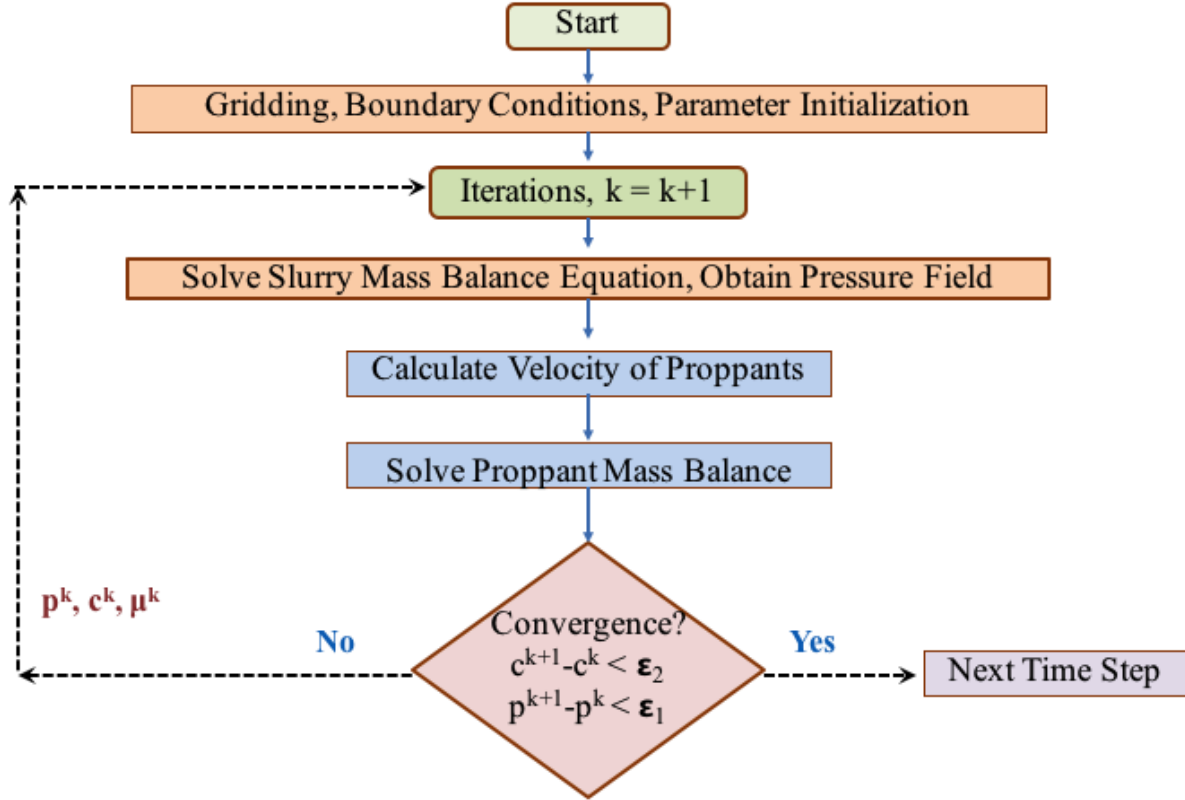 Start
Gridding, Boundary Conditions, Parameter Initialization
Iterations, k = k+1
Solve Slurry Mass Balance Equation, Obtain Pressure Field
Calculate Velocity of Proppants
Solve Proppant Mass Balance
pᵏ, cᵏ, μᵏ
No
Convergence?
cᵏ⁺¹-cᵏ < ε₂
pᵏ⁺¹-pᵏ < ε₁
Yes
Next Time Step